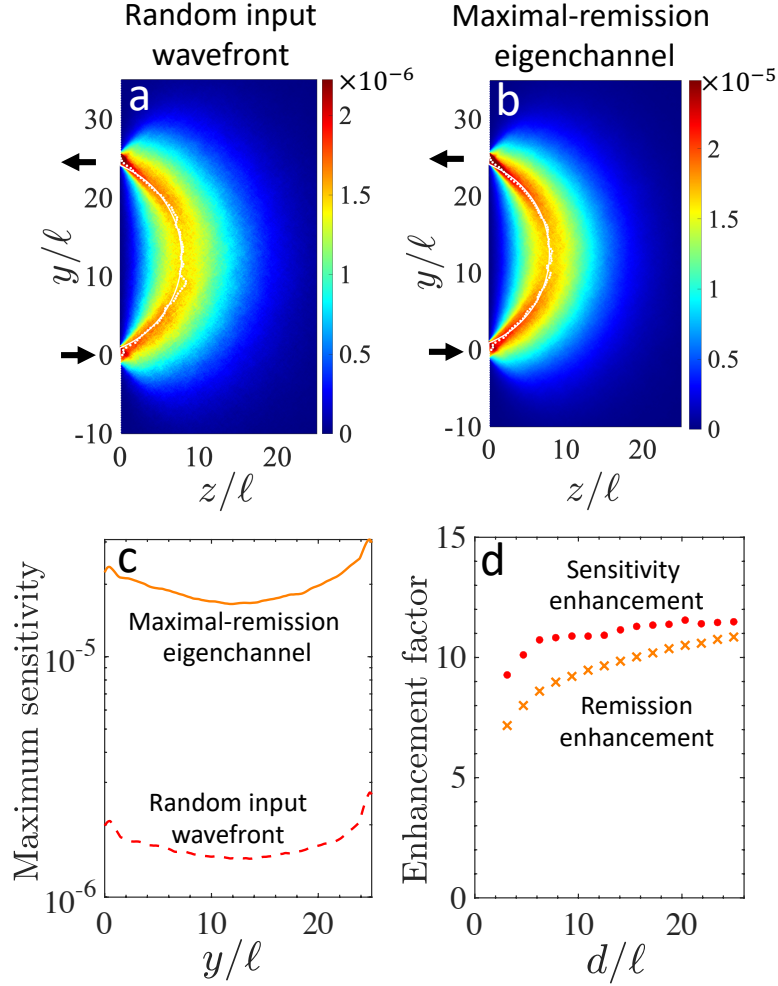 Random input
wavefront
Maximal-remission
eigenchannel
a
×10⁻⁶
30
20
10
0
-10
y/ℓ
0
10
20
z/ℓ
2
1.5
1
0.5
0
b
×10⁻⁵
30
20
10
0
-10
y/ℓ
0
10
20
z/ℓ
2
1.5
1
0.5
0
c
Maximum sensitivity
10⁻⁵
10⁻⁶
Maximal-remission
eigenchannel
Random input
wavefront
0
10
20
y/ℓ
d
Enhancement factor
15
10
5
0
Sensitivity
enhancement
Remission
enhancement
0
10
20
d/ℓ